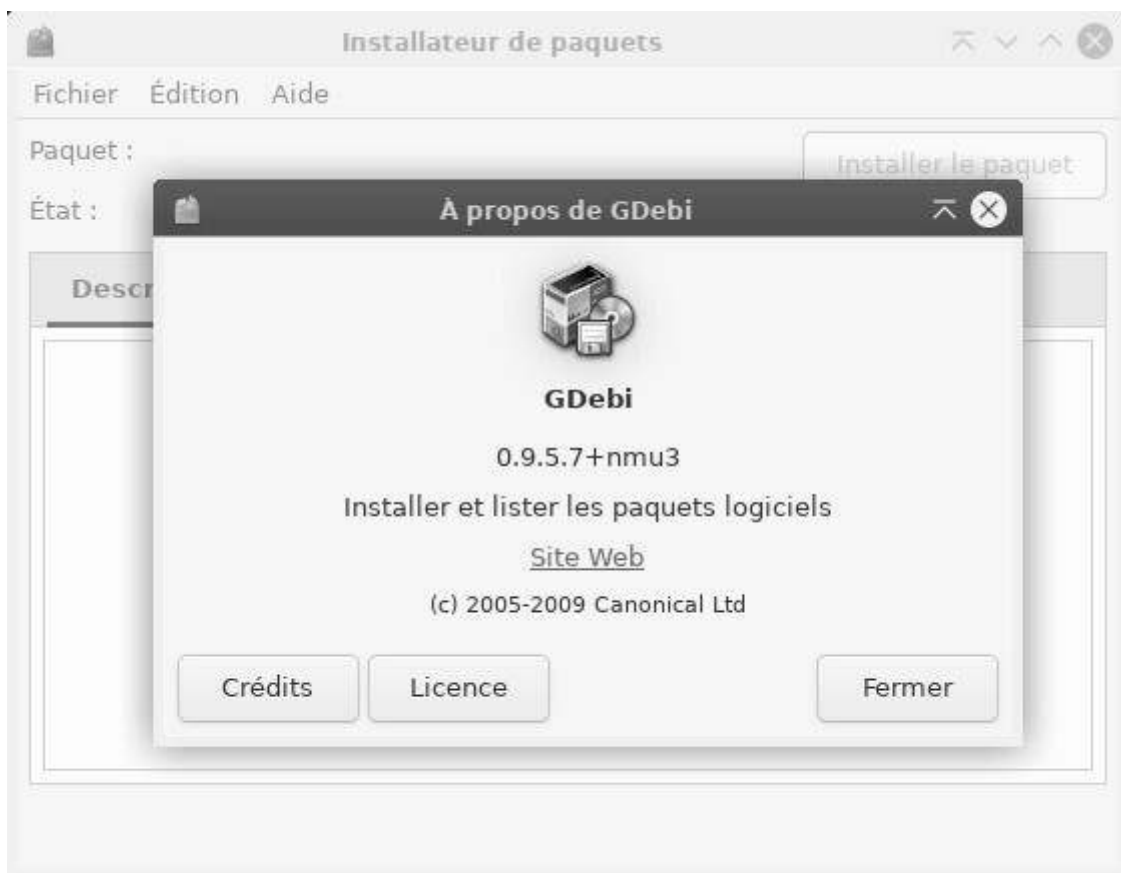 Installateur de paquets
Fichier Édition Aide
Paquet :
Installer le paquet
État :
À propos de GDebi
Descr
GDebi
0.9.5.7+nmu3
Installer et lister les paquets logiciels
Site Web
(c) 2005-2009 Canonical Ltd
Crédits Licence Fermer